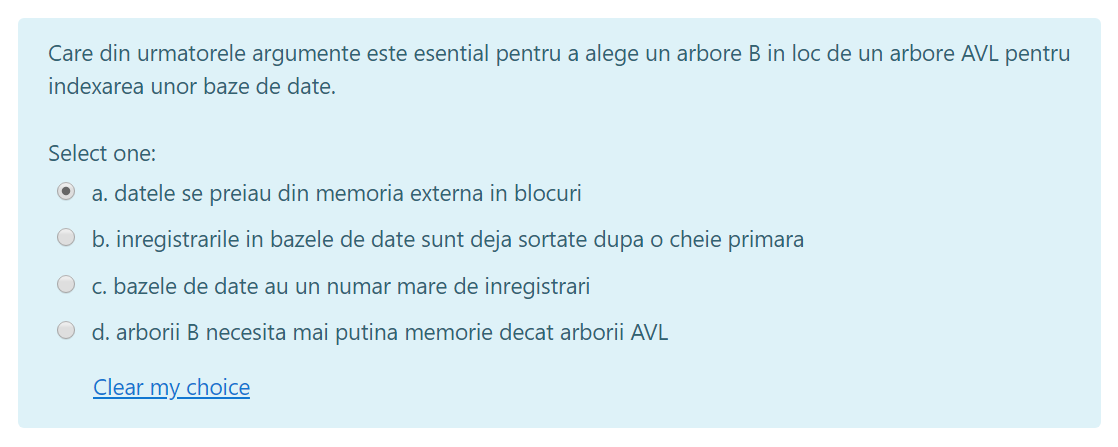 Care din urmatorele argumente este esential pentru a alege un arbore B in loc de un arbore AVL pentru
indexarea unor baze de date.
Select one:
a. datele se preiau din memoria externa in blocuri
b. inregistrarile in bazele de date sunt deja sortate dupa o cheie primara
c. bazele de date au un numar mare de inregistrari
d. arborii B necesita mai putina memorie decat arborii AVL
Clear my choice